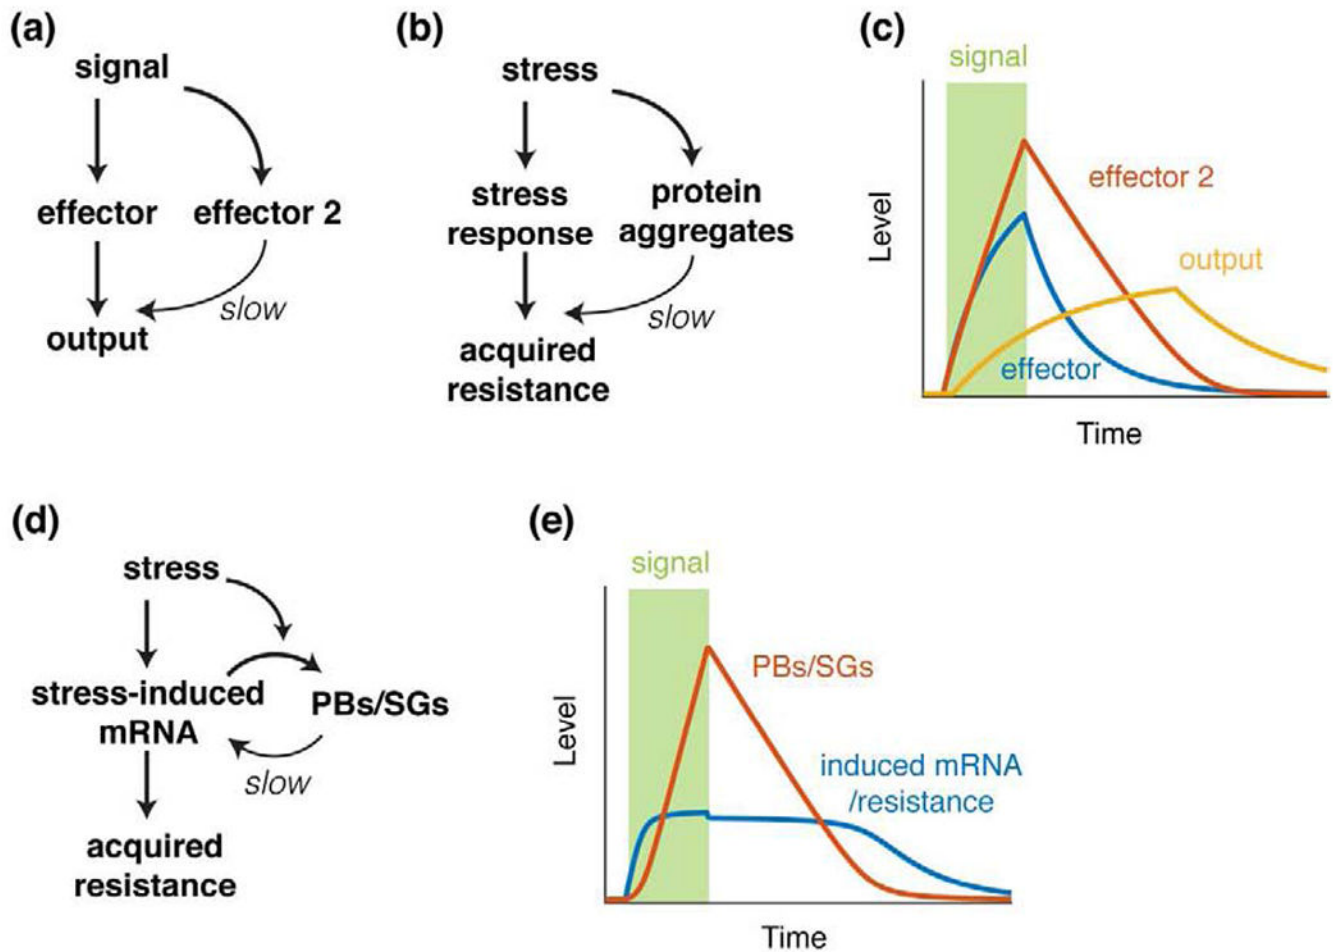 (a)
signal
effector
effector 2
slow
output
(b)
stress
stress
response
protein
aggregates
slow
acquired
resistance
(c)
signal
Level
effector 2
output
effector
Time
(d)
stress
stress-induced
mRNA
PBs/SGs
slow
acquired
resistance
(e)
signal
Level
PBs/SGs
induced mRNA
/resistance
Time